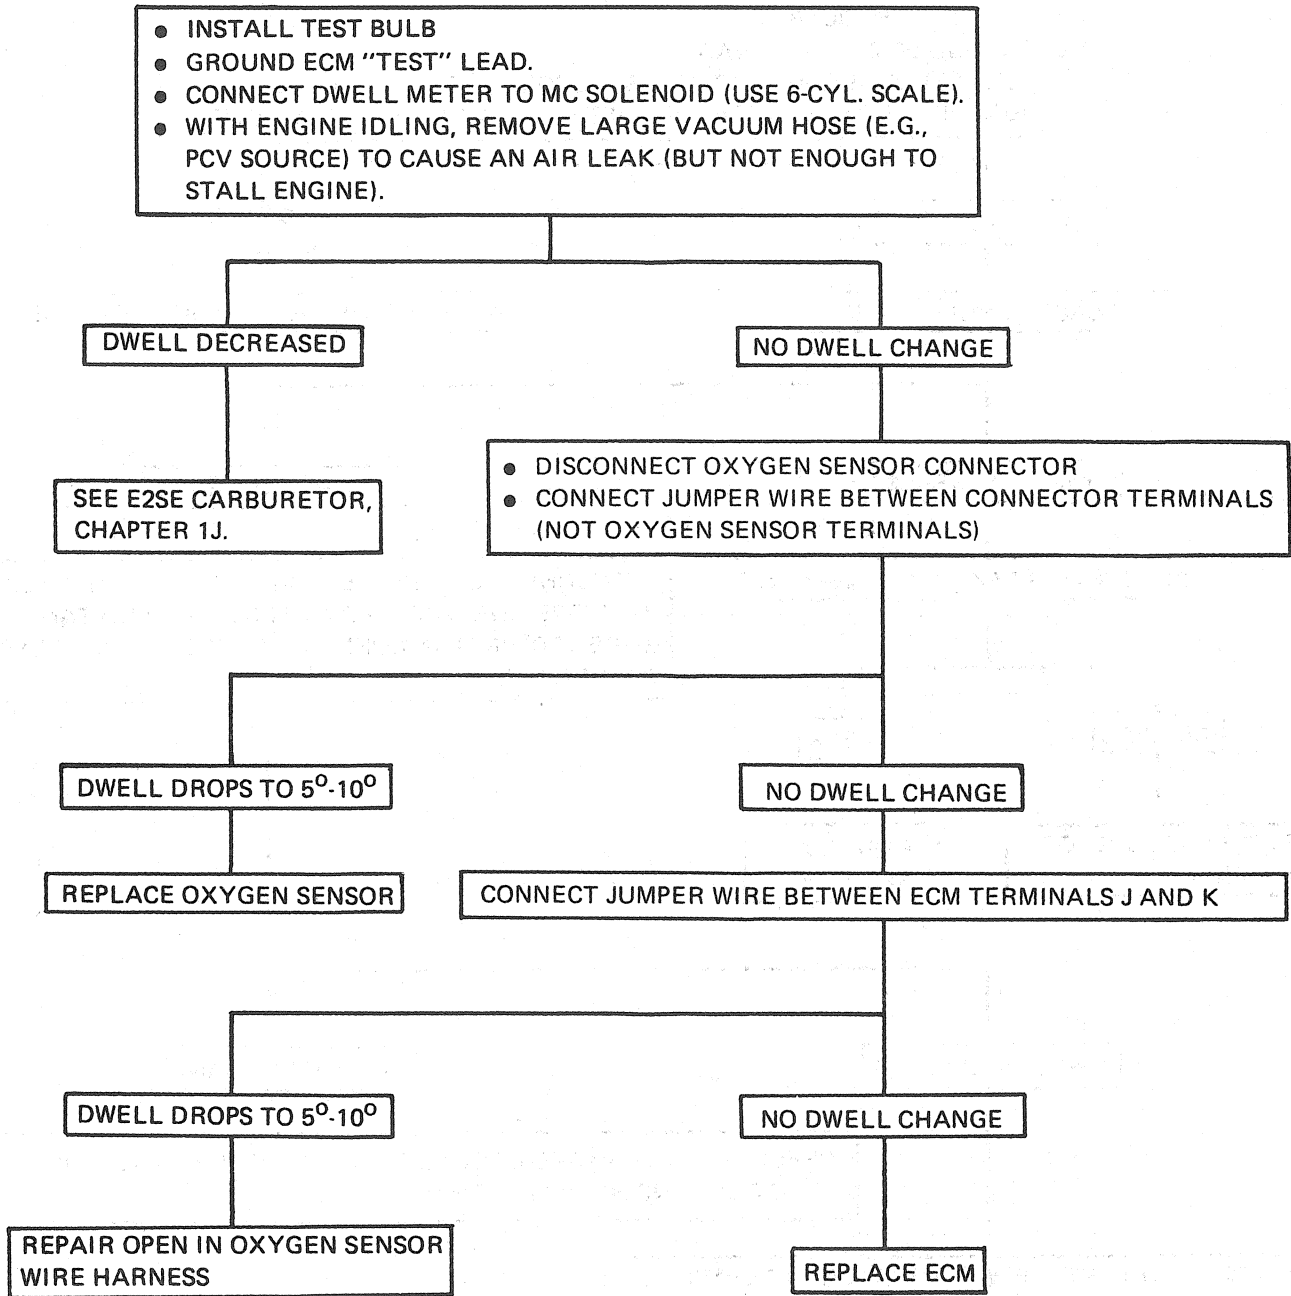 • INSTALL TEST BULB
• GROUND ECM "TEST" LEAD.
• CONNECT DWELL METER TO MC SOLENOID (USE 6-CYL. SCALE).
• WITH ENGINE IDLING, REMOVE LARGE VACUUM HOSE (E.G.,
PCV SOURCE) TO CAUSE AN AIR LEAK (BUT NOT ENOUGH TO
STALL ENGINE).
DWELL DECREASED
NO DWELL CHANGE
SEE E2SE CARBURETOR,
CHAPTER 1J.
• DISCONNECT OXYGEN SENSOR CONNECTOR
• CONNECT JUMPER WIRE BETWEEN CONNECTOR TERMINALS
(NOT OXYGEN SENSOR TERMINALS)
DWELL DROPS TO 5°-10°
NO DWELL CHANGE
REPLACE OXYGEN SENSOR
CONNECT JUMPER WIRE BETWEEN ECM TERMINALS J AND K
DWELL DROPS TO 5°-10°
NO DWELL CHANGE
REPAIR OPEN IN OXYGEN SENSOR
WIRE HARNESS
REPLACE ECM